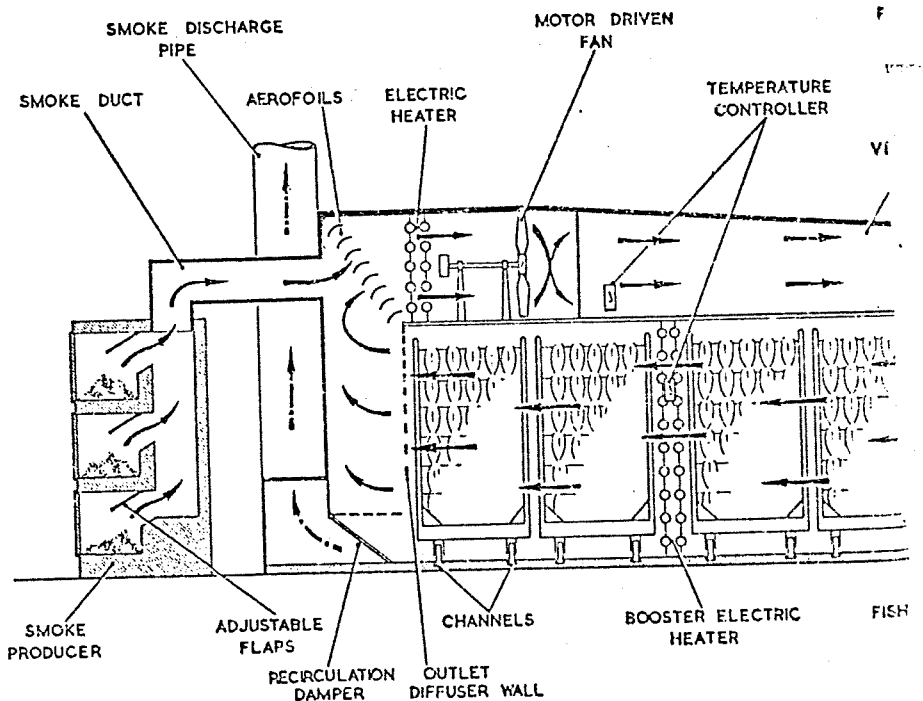 SMOKE DISCHARGE
PIPE
MOTOR DRIVEN
FAN
F
SMOKE DUCT
AEROFOILS
ELECTRIC
HEATER
TEMPERATURE
CONTROLLER
SMOKE
PRODUCER
ADJUSTABLE
FLAPS
RECIRCULATION
DAMPER
OUTLET
DIFFUSER WALL
CHANNELS
BOOSTER ELECTRIC
HEATER
FISH